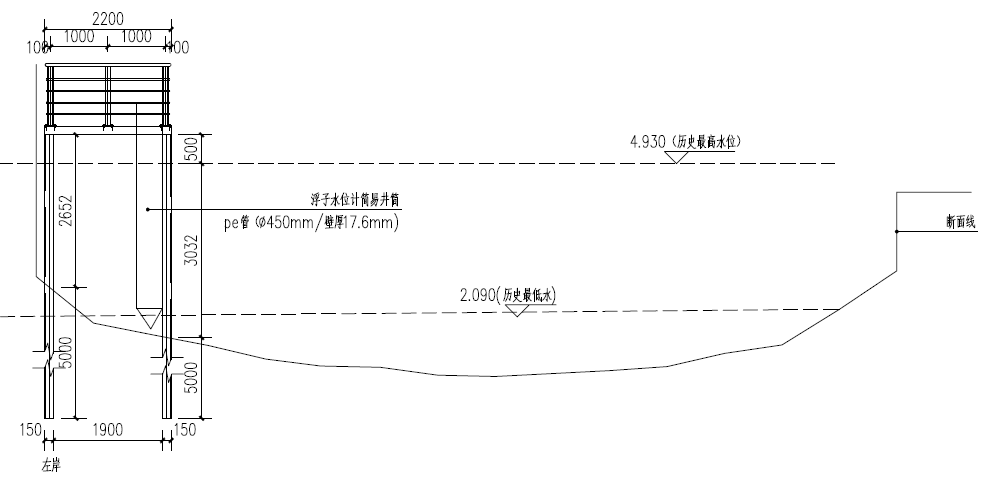 2200
100 1000 1000 100
4.930（历史最高水位）
500
2652
浮子水位计简易井筒
pe管（Ø450mm/壁厚17.6mm）
断面线
3032
2.090(历史最低水)
5000
5000
150 1900 150
左岸